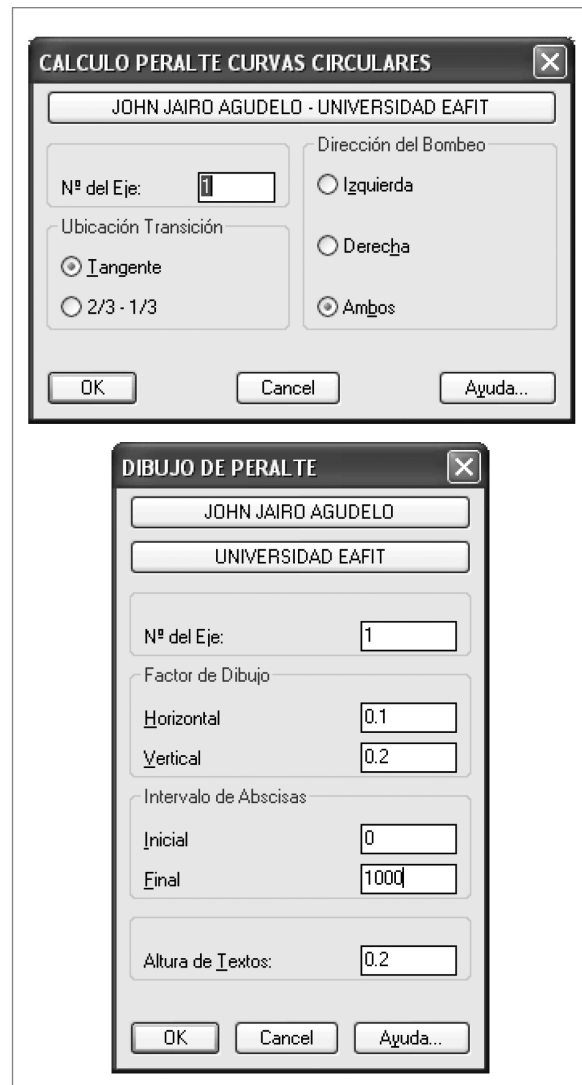 CALCULO PERALTE CURVAS CIRCULARES
JOHN JAIRO AGUDELO - UNIVERSIDAD EAFIT
Nº del Eje: 1
Ubicación Transición
Tangente
2/3 - 1/3
Dirección del Bombeo
Izquierda
Derecha
Ambos
OK Cancel Ayuda...
DIBUJO DE PERALTE
JOHN JAIRO AGUDELO
UNIVERSIDAD EAFIT
Nº del Eje: 1
Factor de Dibujo
Horizontal 0.1
Vertical 0.2
Intervalo de Abscisas
Inicial 0
Final 1000
Altura de Textos: 0.2
OK Cancel Ayuda...